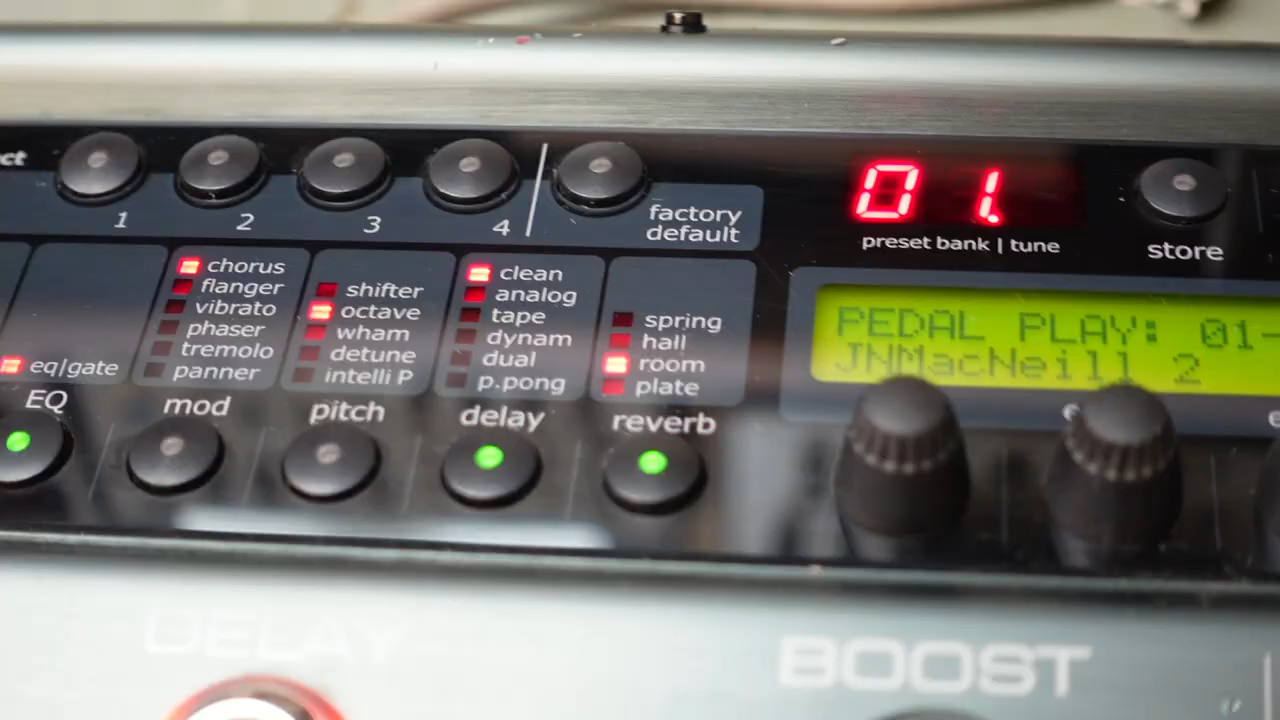 1 2 3 4
factory
default
01.
preset bank | tune
store
eq|gate
EQ
chorus
flanger
vibrato
phaser
tremolo
panner
mod
shifter
octave
wham
detune
intelli P
pitch
clean
analog
tape
dynam
dual
p.pong
delay
spring
hall
room
plate
reverb
PEDAL PLAY: 01-
JNMacNeill 2
DELAY
BOOST